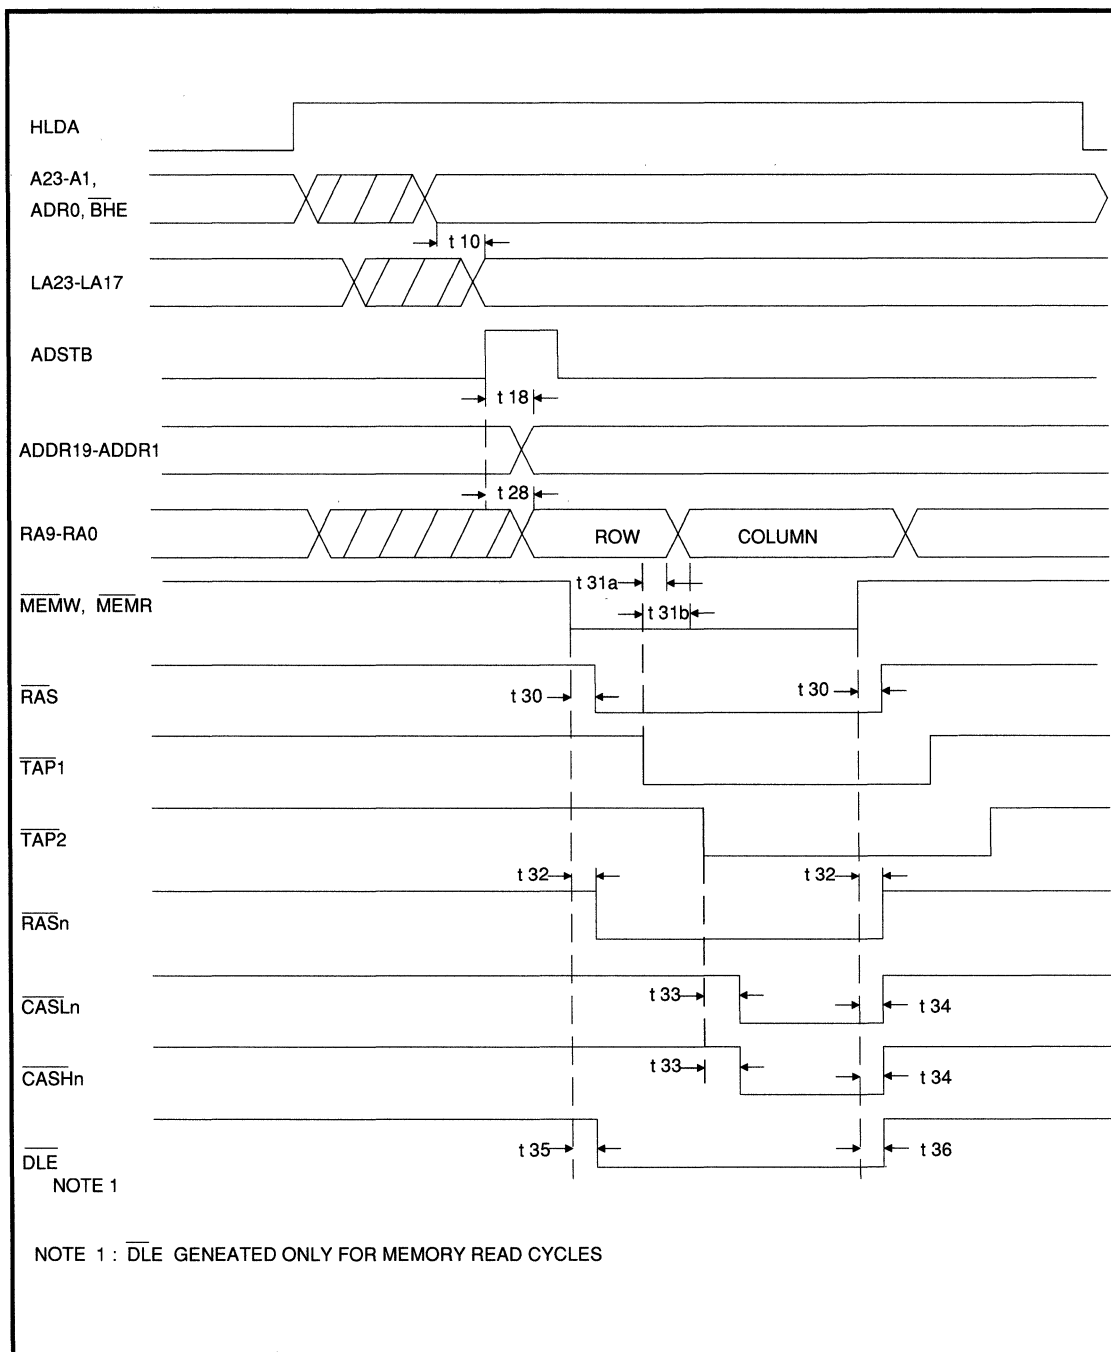 HLDA
A23-A1,
ADR0, BHE
t 10
LA23-LA17
ADSTB
t 18
ADDR19-ADDR1
t 28
RA9-RA0
ROW
COLUMN
t 31a
MEMW, MEMR
t 31b
RAS
t 30
t 30
TAP1
TAP2
t 32
t 32
RASn
CASLn
t 33
t 34
CASHn
t 33
t 34
DLE
t 35
t 36
NOTE 1
NOTE 1 : DLE GENEATED ONLY FOR MEMORY READ CYCLES